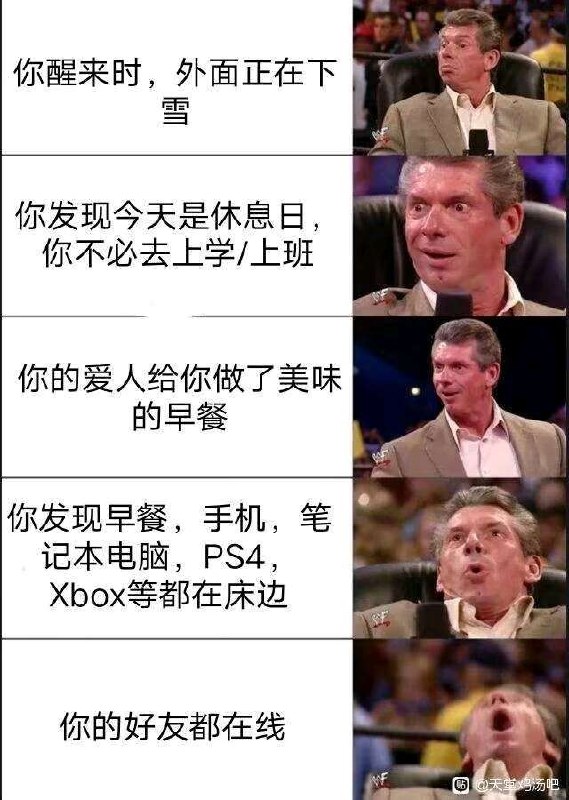 你醒来时，外面正在下
雪
你发现今天是休息日，
你不必去上学/上班
你的爱人给你做了美味
的早餐
你发现早餐，手机，笔
记本电脑，PS4，
Xbox等都在床边
你的好友都在线
贴 @天堂鸡汤吧